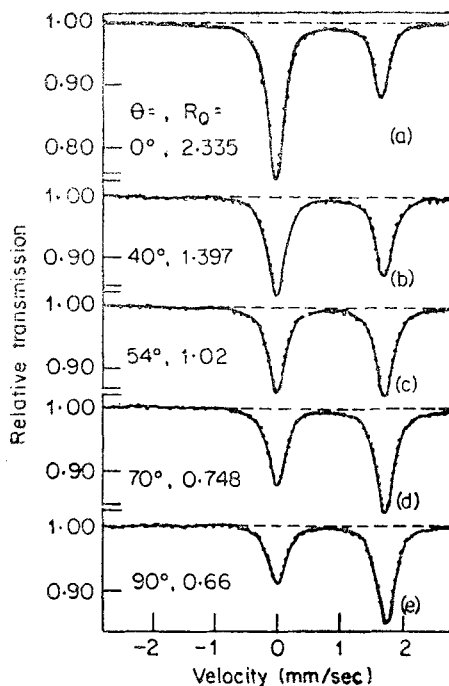 1.00
0.90
0.80
θ= , R_Q=
0°, 2.335
(a)
1.00
0.90
40°, 1.397
(b)
1.00
0.90
54°, 1.02
(c)
1.00
0.90
70°, 0.748
(d)
1.00
0.90
90°, 0.66
(e)
-2 -1 0 1 2
Velocity (mm/sec)
Relative transmission